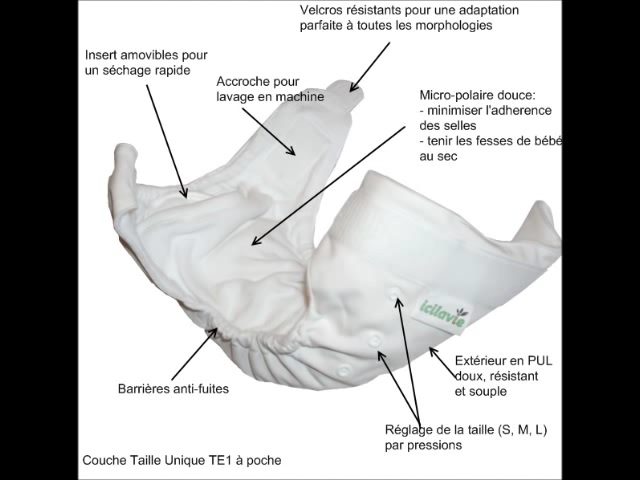 Velcros résistants pour une adaptation
parfaite à toutes les morphologies
Insert amovibles pour
un séchage rapide
Accroche pour
lavage en machine
Micro-polaire douce:
- minimiser l'adherence
des selles
- tenir les fesses de bébé
au sec
icilavie
Extérieur en PUL
doux, résistant
et souple
Barrières anti-fuites
Réglage de la taille (S, M, L)
par pressions
Couche Taille Unique TE1 à poche